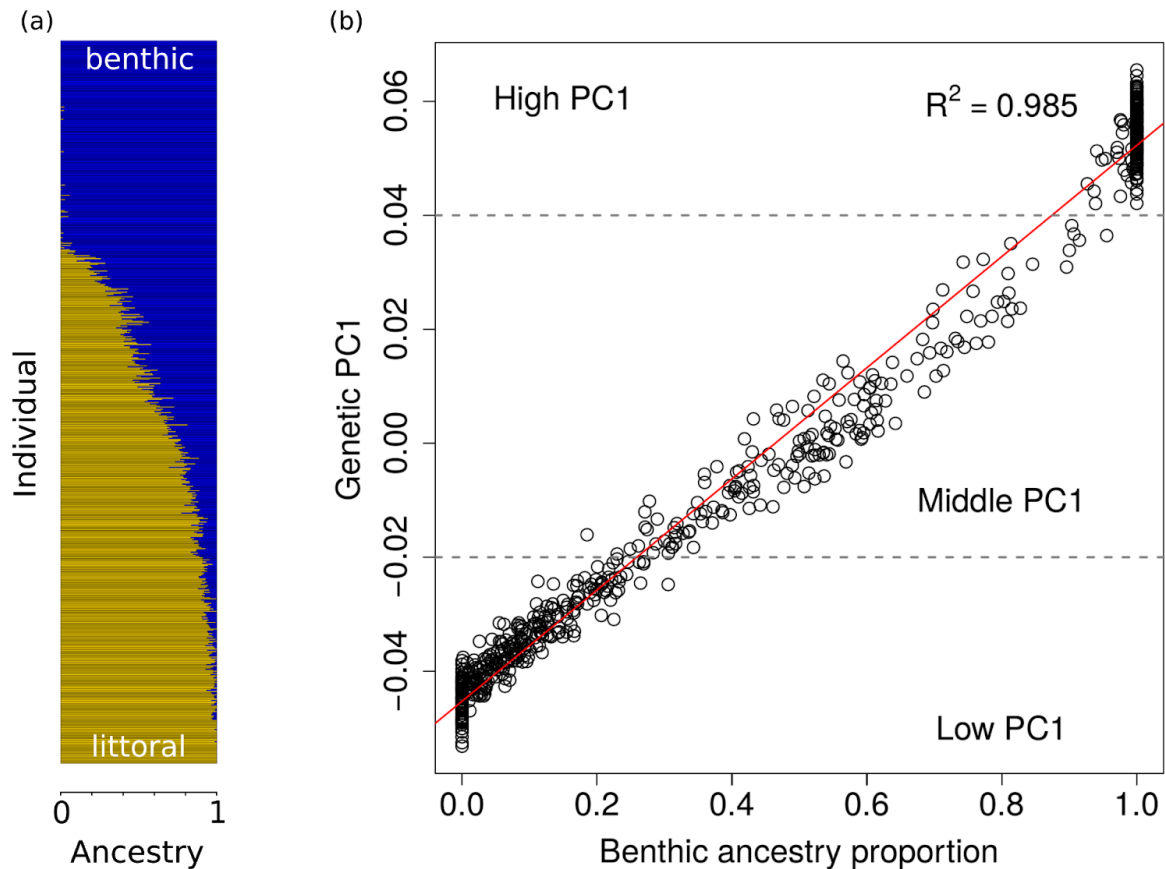 (a)
benthic
littoral
Individual
0
1
Ancestry
(b)
High PC1
R² = 0.985
Middle PC1
Low PC1
Genetic PC1
0.06
0.04
0.02
0.00
−0.02
−0.04
0.0
0.2
0.4
0.6
0.8
1.0
Benthic ancestry proportion